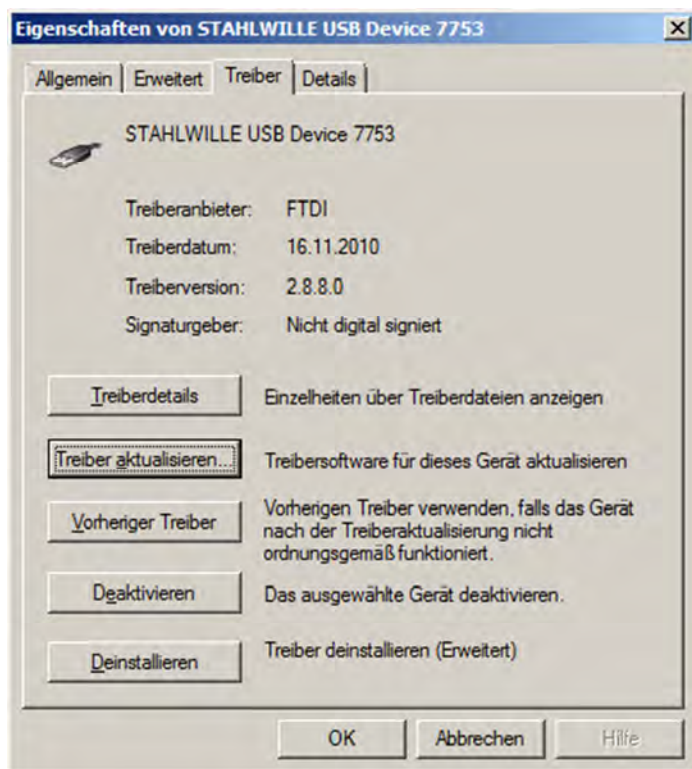 Eigenschaften von STAHLWILLE USB Device 7753
Allgemein
Erweitert
Treiber
Details
STAHLWILLE USB Device 7753
Treiberanbieter: FTDI
Treiberdatum: 16.11.2010
Treiberversion: 2.8.8.0
Signaturgeber: Nicht digital signiert
Treiberdetails
Einzelheiten über Treiberdateien anzeigen
Treiber aktualisieren...
Treibersoftware für dieses Gerät aktualisieren
Vorheriger Treiber
Vorherigen Treiber verwenden, falls das Gerät
nach der Treiberaktualisierung nicht
ordnungsgemäß funktioniert.
Deaktivieren
Das ausgewählte Gerät deaktivieren.
Deinstallieren
Treiber deinstallieren (Erweitert)
OK
Abbrechen
Hilfe